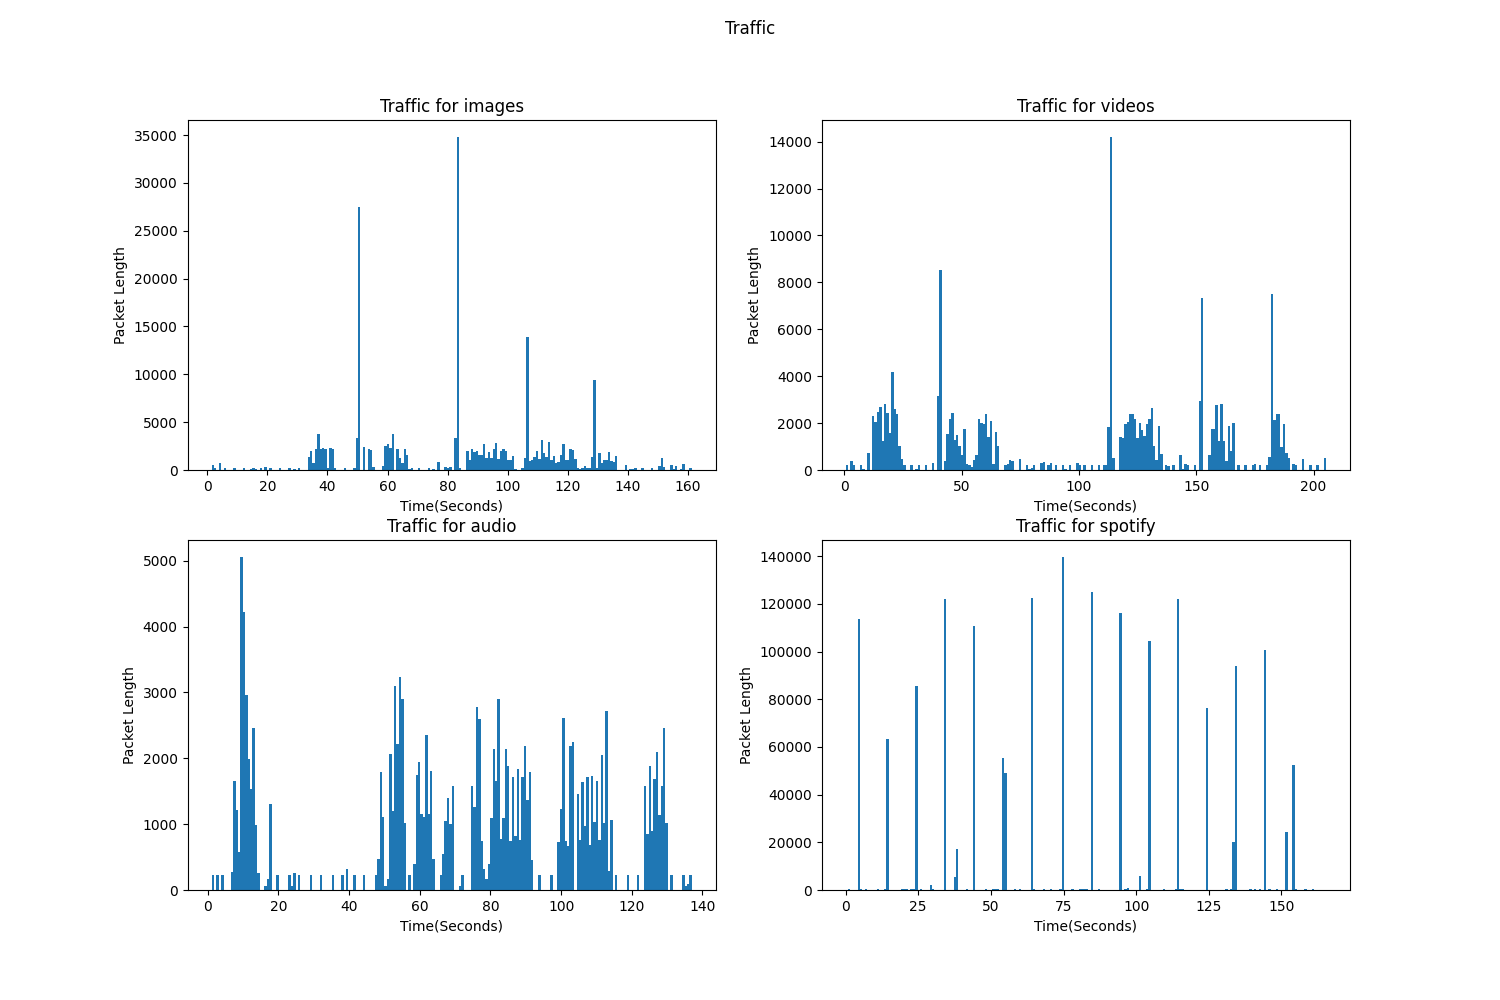 Traffic
Traffic for images
35000
30000
25000
20000
15000
10000
5000
0
Packet Length
0 20 40 60 80 100 120 140 160
Time(Seconds)
Traffic for videos
14000
12000
10000
8000
6000
4000
2000
0
Packet Length
0 50 100 150 200
Time(Seconds)
Traffic for audio
5000
4000
3000
2000
1000
0
Packet Length
0 20 40 60 80 100 120 140
Time(Seconds)
Traffic for spotify
140000
120000
100000
80000
60000
40000
20000
0
Packet Length
0 25 50 75 100 125 150
Time(Seconds)